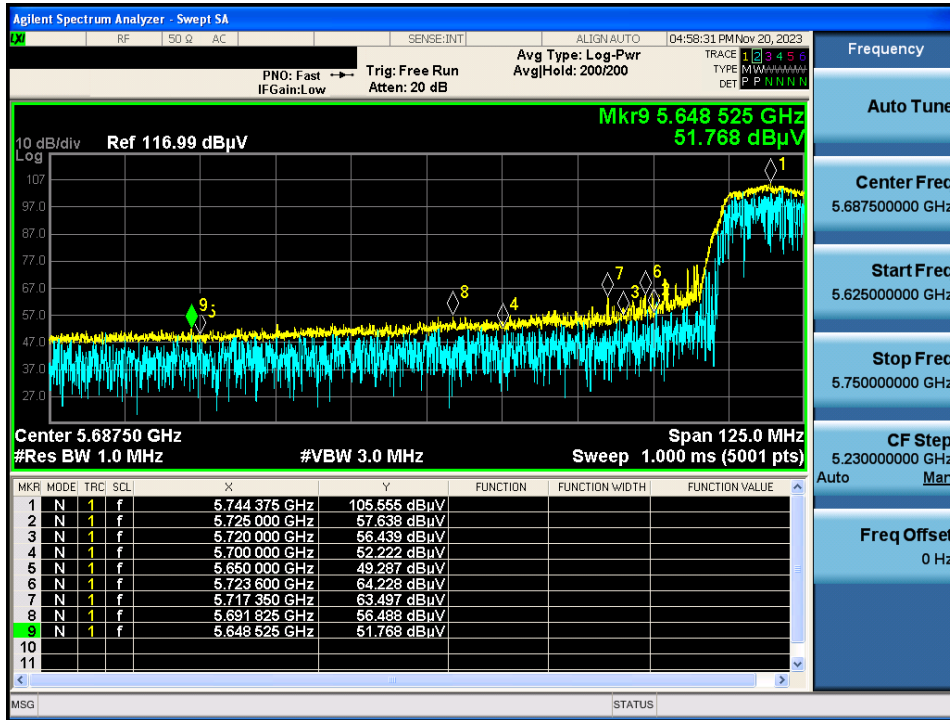 Agilent Spectrum Analyzer - Swept SA
LXI RF 50 Ω AC SENSE:INT ALIGN AUTO 04:58:31 PM Nov 20, 2023
PNO: Fast Trig: Free Run Avg Type: Log-Pwr TRACE 1 2 3 4 5 6
IFGain:Low Atten: 20 dB Avg|Hold: 200/200 TYPE M W
DET P P N N N N
Mkr9 5.648 525 GHz
51.768 dBµV
10 dB/div Ref 116.99 dBµV
Log
107
97.0
87.0
77.0
67.0
57.0
47.0
37.0
27.0
1
7
6
3
8
4
9
5
Center 5.68750 GHz Span 125.0 MHz
#Res BW 1.0 MHz #VBW 3.0 MHz Sweep 1.000 ms (5001 pts)
MKR MODE TRC SCL X Y FUNCTION FUNCTION WIDTH FUNCTION VALUE
1 N 1 f 5.744 375 GHz 105.555 dBµV
2 N 1 f 5.725 000 GHz 57.638 dBµV
3 N 1 f 5.720 000 GHz 56.439 dBµV
4 N 1 f 5.700 000 GHz 52.222 dBµV
5 N 1 f 5.650 000 GHz 49.287 dBµV
6 N 1 f 5.723 600 GHz 64.228 dBµV
7 N 1 f 5.717 350 GHz 63.497 dBµV
8 N 1 f 5.691 825 GHz 56.488 dBµV
9 N 1 f 5.648 525 GHz 51.768 dBµV
10
11
MSG STATUS
Frequency
Auto Tune
Center Freq
5.687500000 GHz
Start Freq
5.625000000 GHz
Stop Freq
5.750000000 GHz
CF Step
5.230000000 GHz
Auto Man
Freq Offset
0 Hz